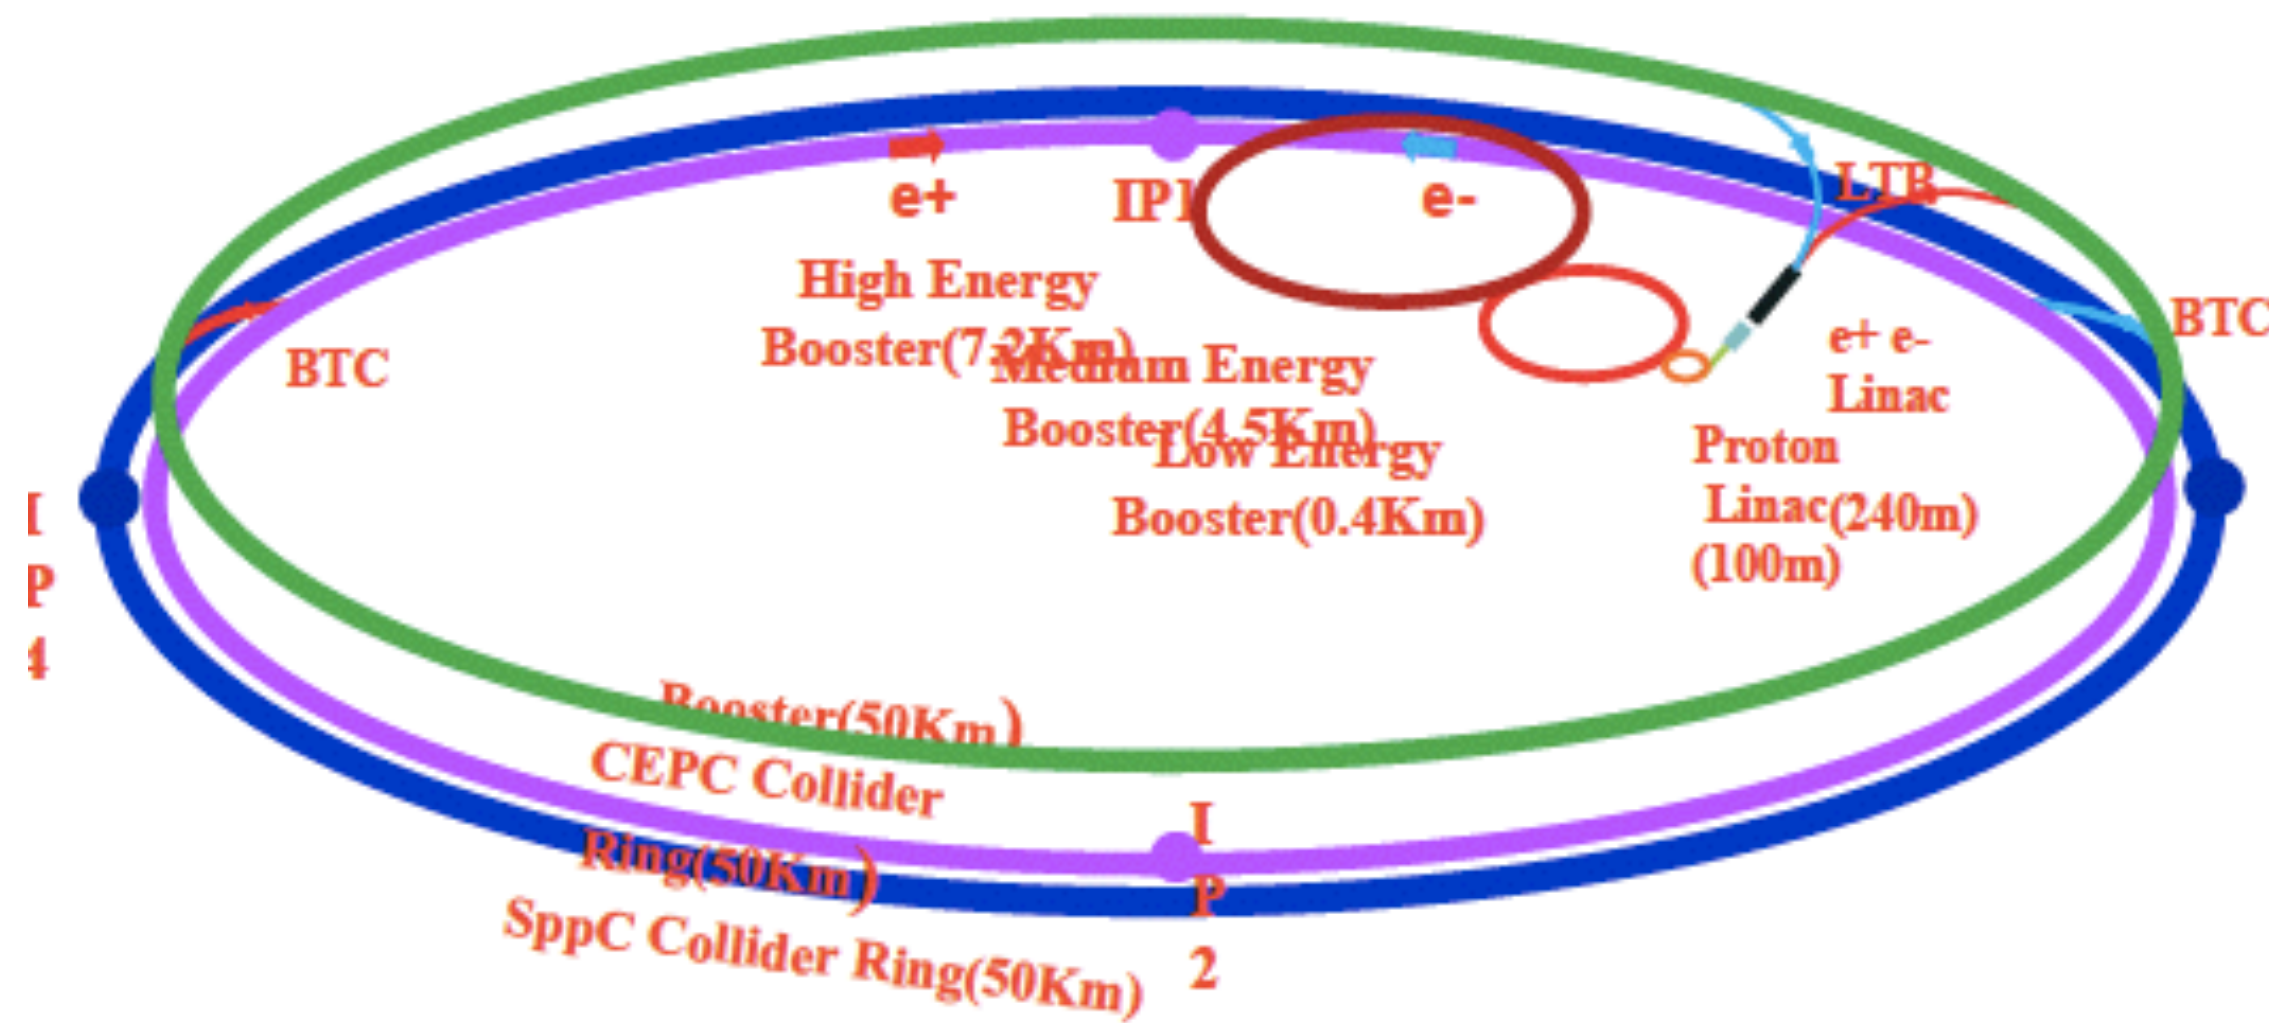 LTB
e+
IP1
e-
High Energy
Booster(7.2Km)
BTC
BTC
e+ e-
Linac
Medium Energy
Booster(4.5Km)
Low Energy
Booster(0.4Km)
Proton
Linac(240m)
(100m)
I
P
4
Booster(50Km)
CEPC Collider
Ring(50Km)
SppC Collider Ring(50Km)
I
P
2